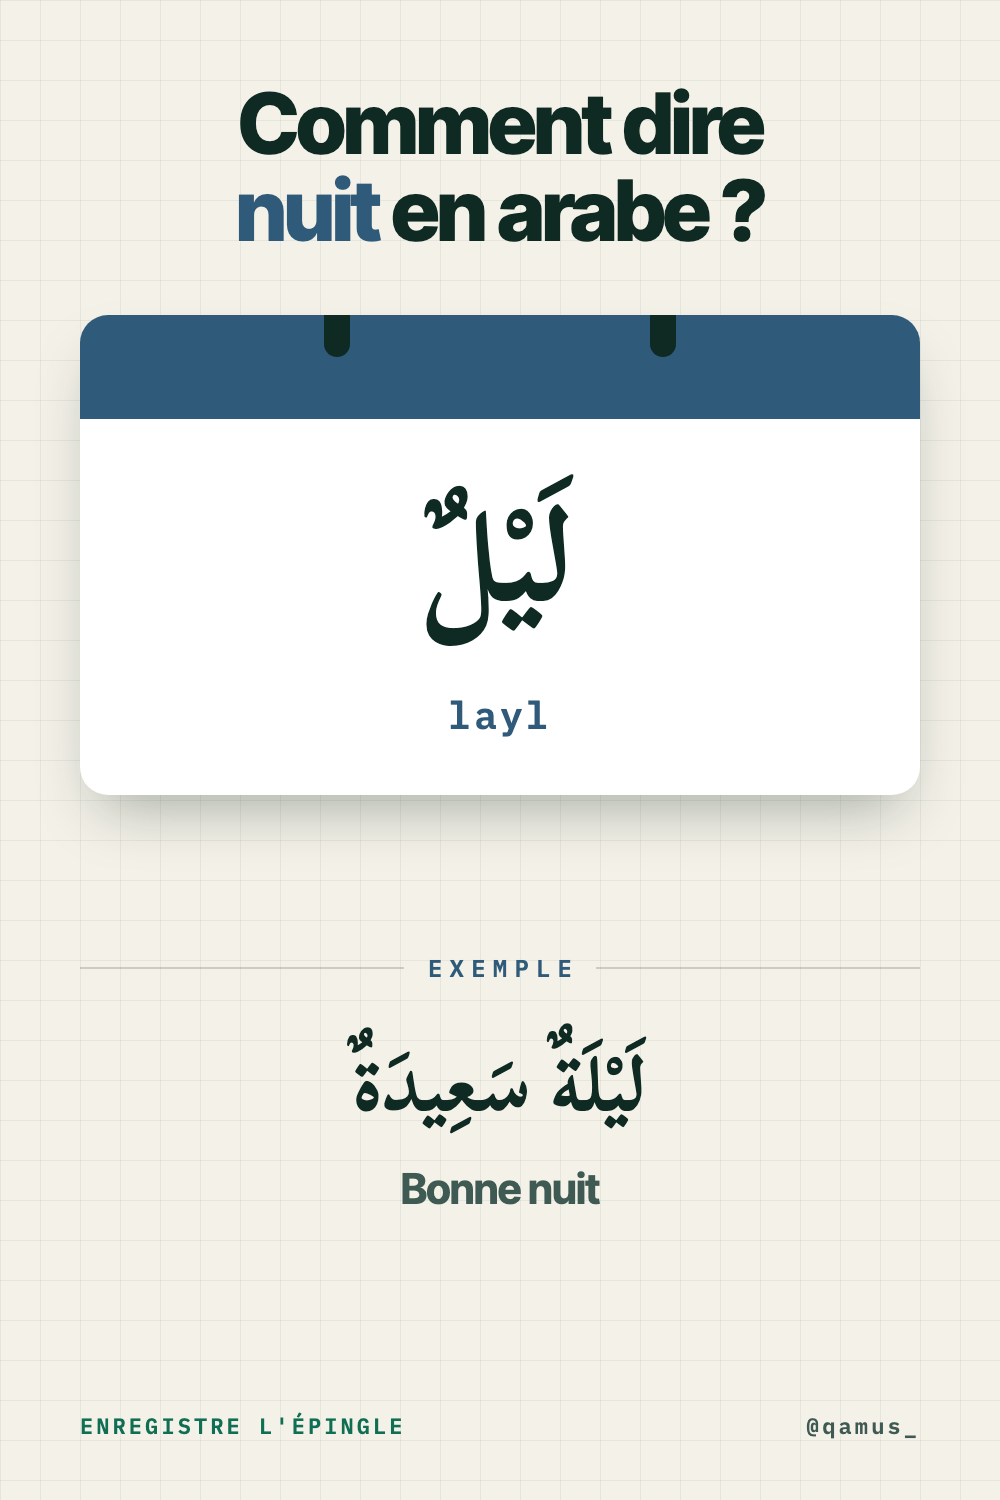 Comment dire
nuit en arabe ?
لَيْلٌ
layl
EXEMPLE
لَيْلَةٌ سَعِيدَةٌ
Bonne nuit
ENREGISTRE L'ÉPINGLE
@qamus_